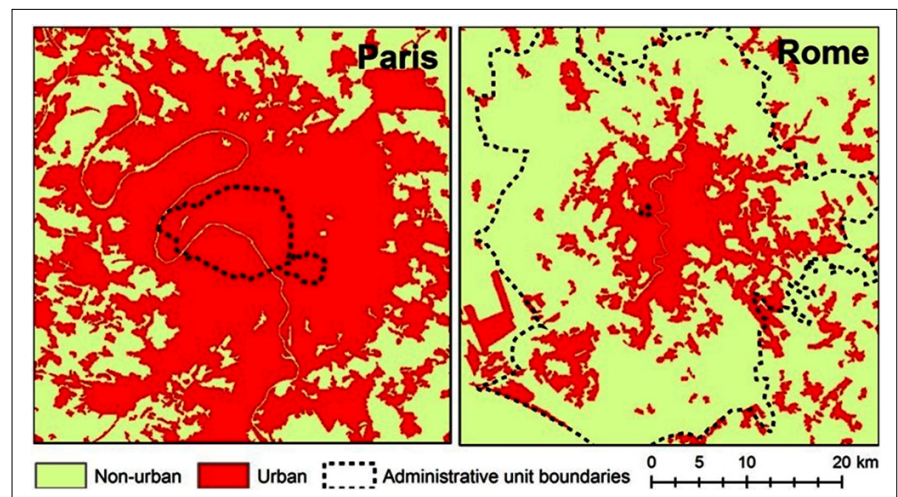 Paris
Rome
Non-urban
Urban
Administrative unit boundaries
0 5 10 20 km